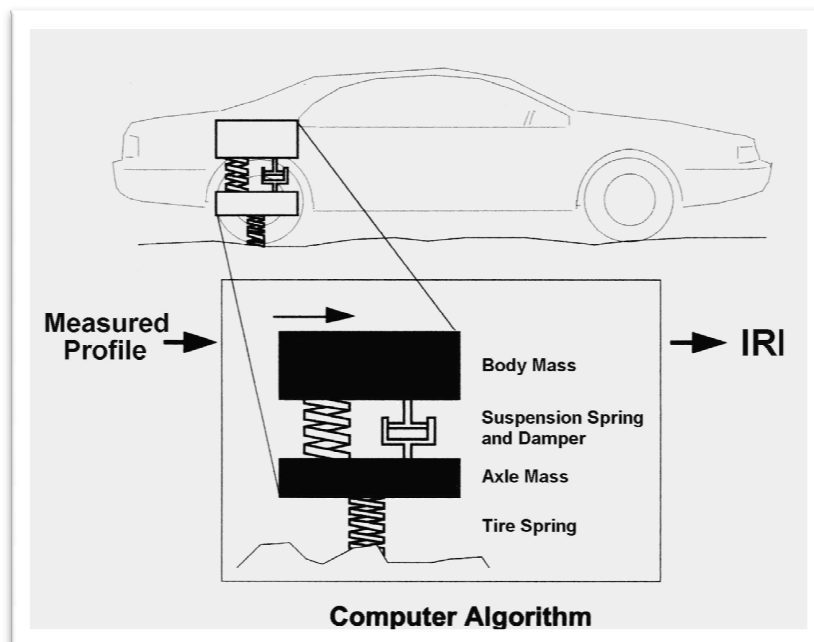 Measured
Profile
IRI
Body Mass
Suspension Spring
and Damper
Axle Mass
Tire Spring
Computer Algorithm